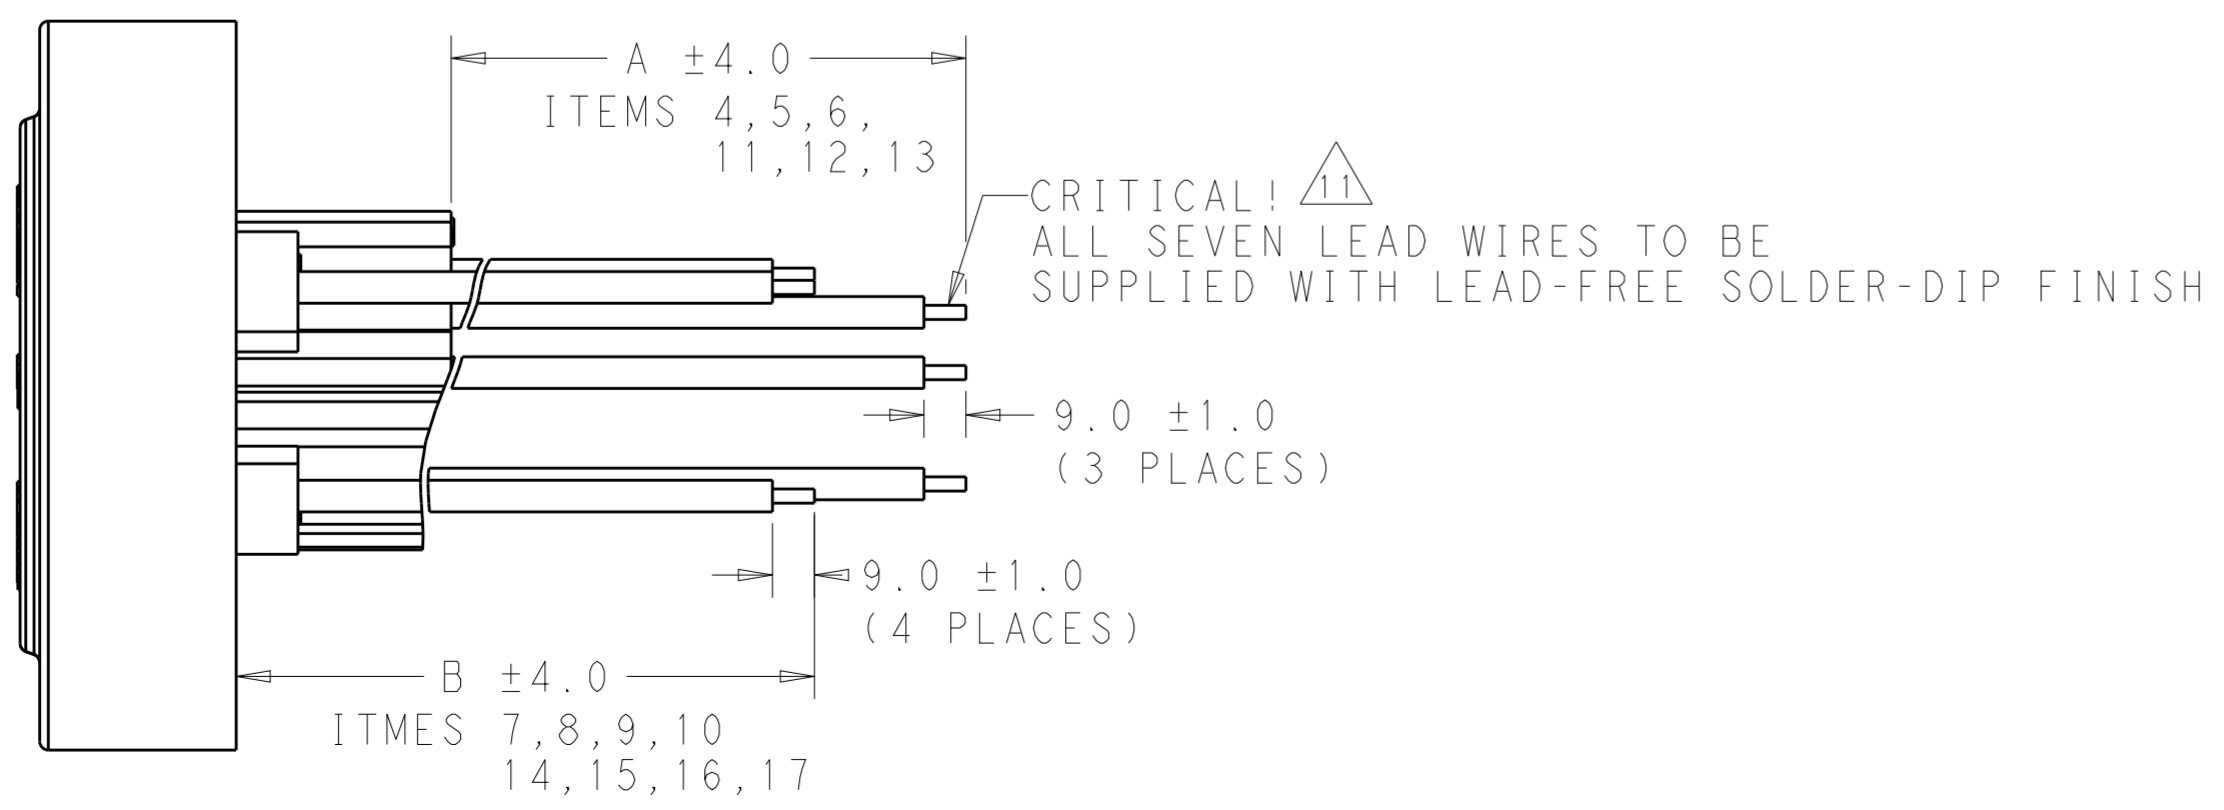 A ±4.0
ITEMS 4,5,6,
11,12,13
CRITICAL! 11
ALL SEVEN LEAD WIRES TO BE
SUPPLIED WITH LEAD-FREE SOLDER-DIP FINISH
9.0 ±1.0
(3 PLACES)
9.0 ±1.0
(4 PLACES)
B ±4.0
ITMES 7,8,9,10
14,15,16,17